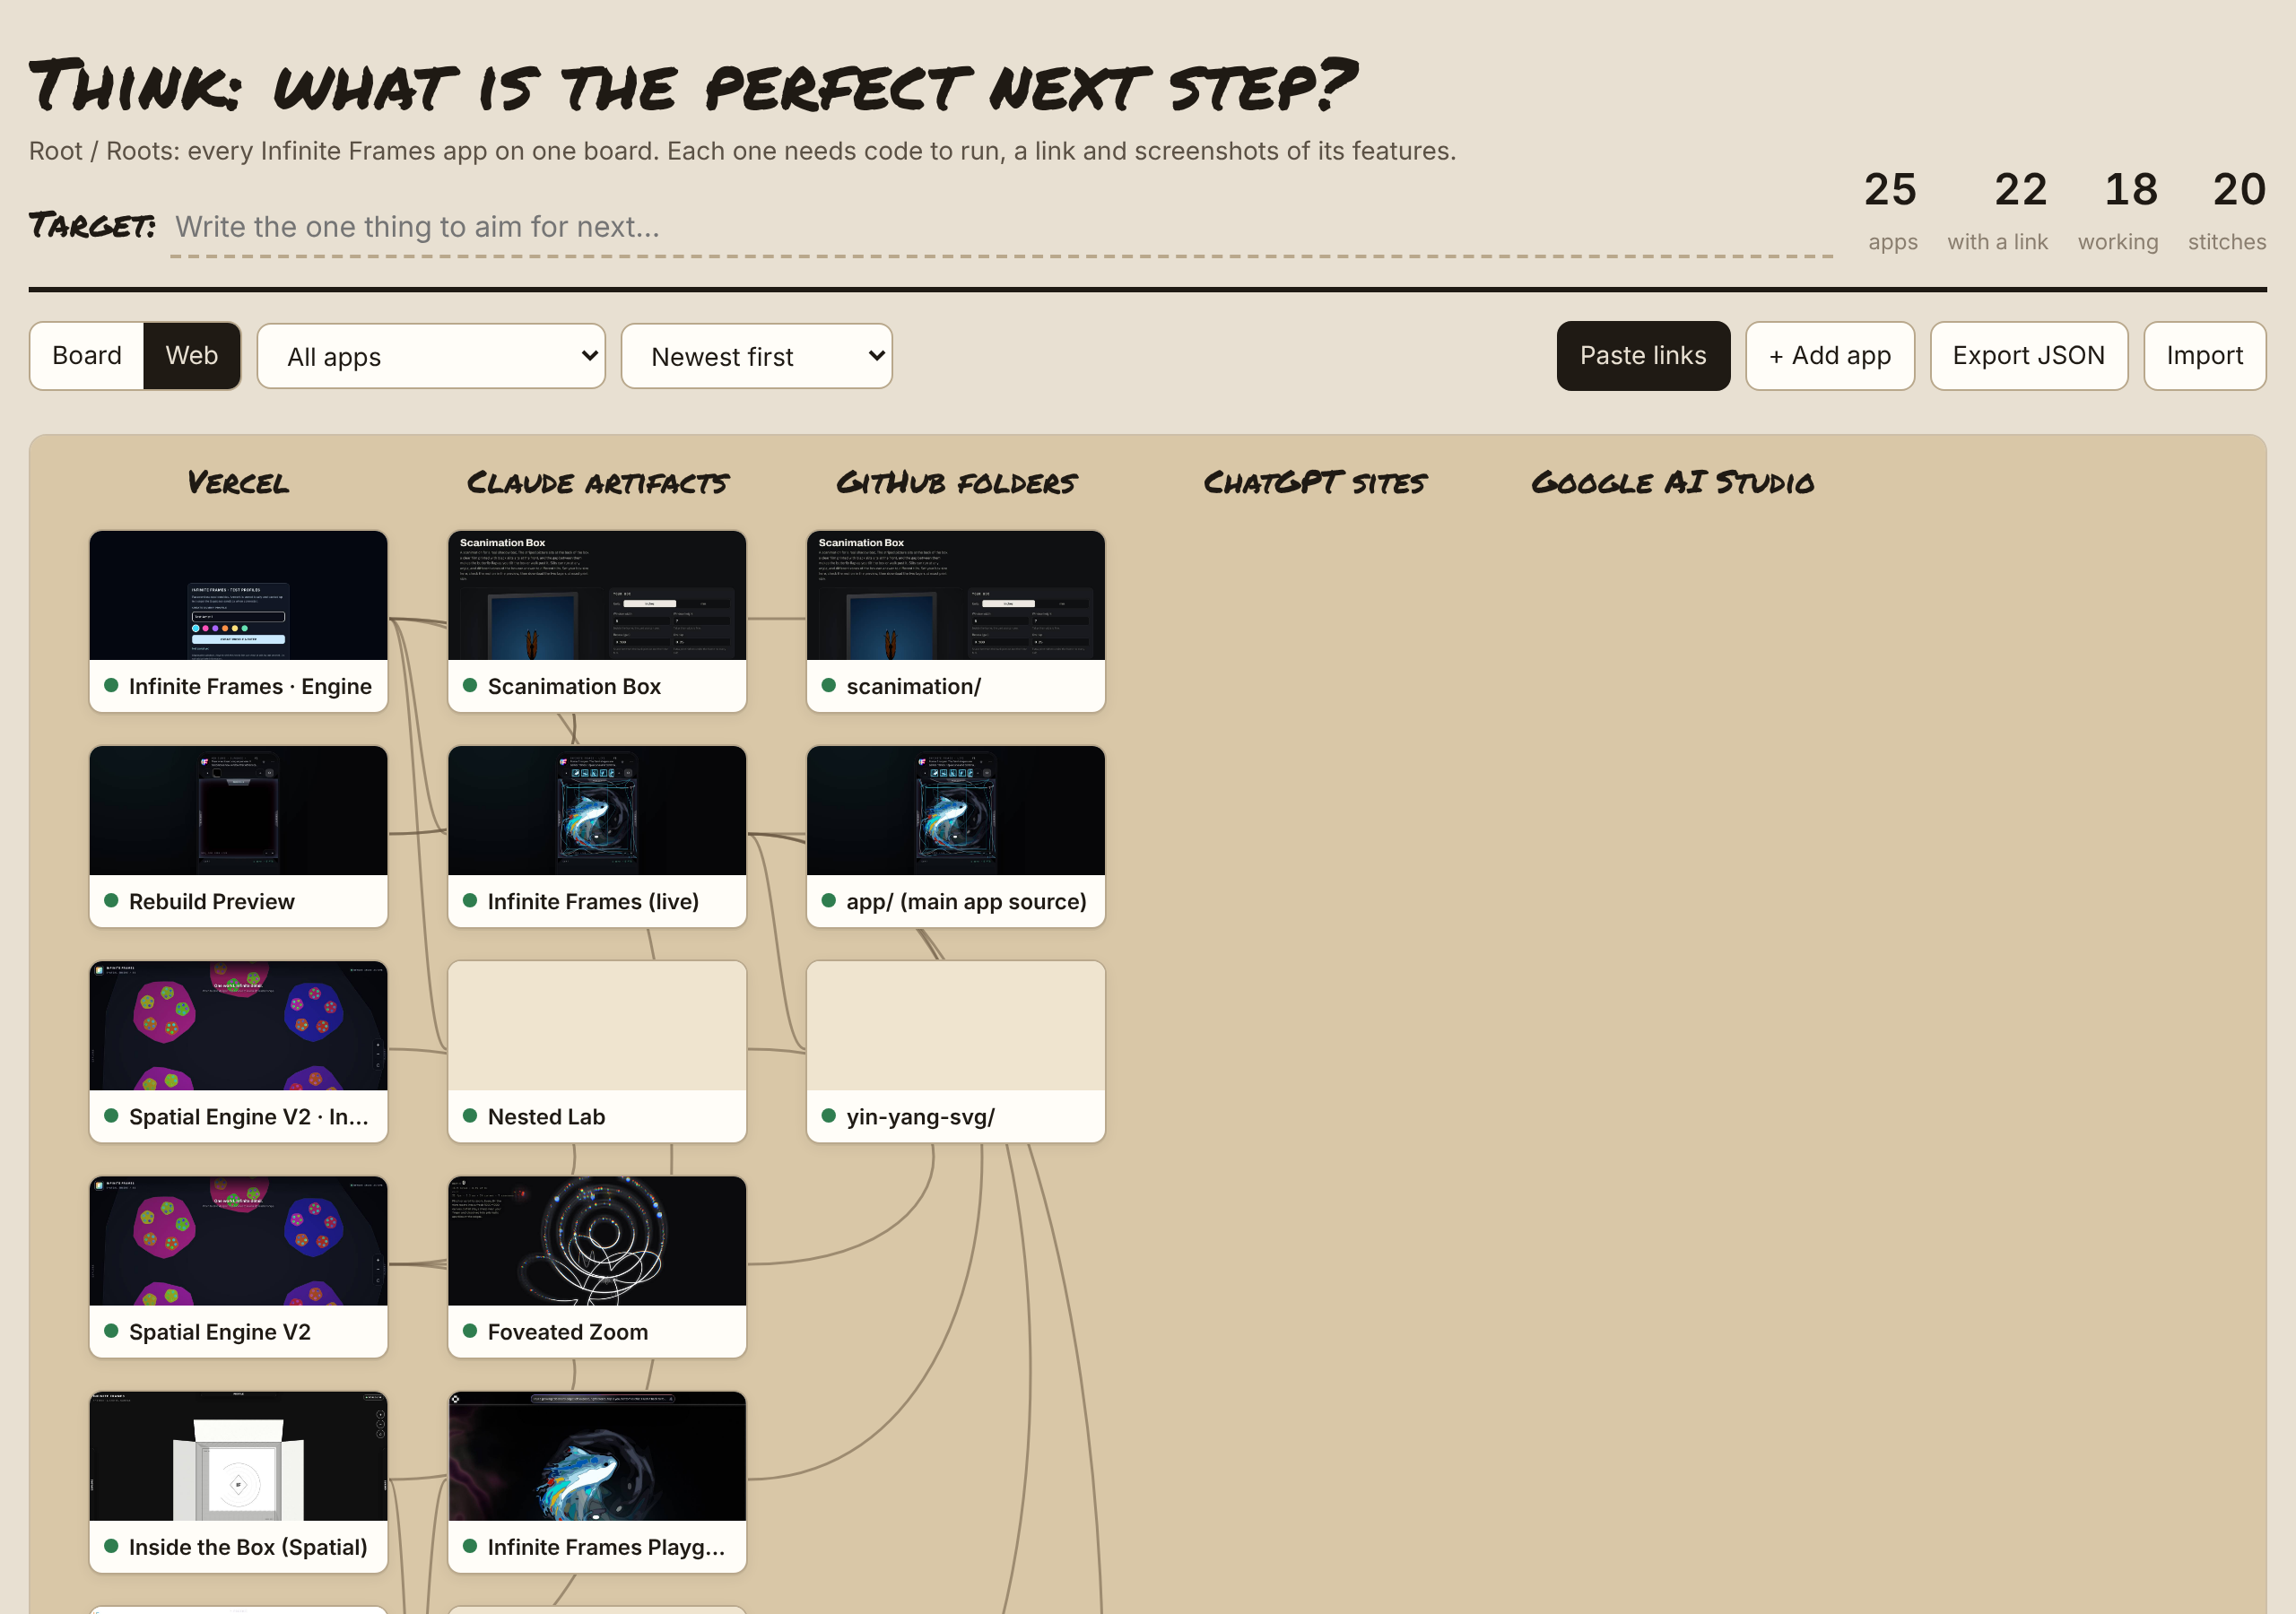 Think: what is the perfect next step?
Root / Roots: every Infinite Frames app on one board. Each one needs code to run, a link and screenshots of its features.
Target: Write the one thing to aim for next...
25 22 18 20
apps with a link working stitches
Board Web All apps Newest first Paste links + Add app Export JSON Import
Vercel Claude artifacts GitHub folders ChatGPT sites Google AI Studio
Scanimation Box Scanimation Box
INFINITE FRAMES · TEST PROFILES
Infinite Frames · Engine Scanimation Box scanimation/
Rebuild Preview Infinite Frames (live) app/ (main app source)
Spatial Engine V2 · In... Nested Lab yin-yang-svg/
Spatial Engine V2 Foveated Zoom
Inside the Box (Spatial) Infinite Frames Playg...